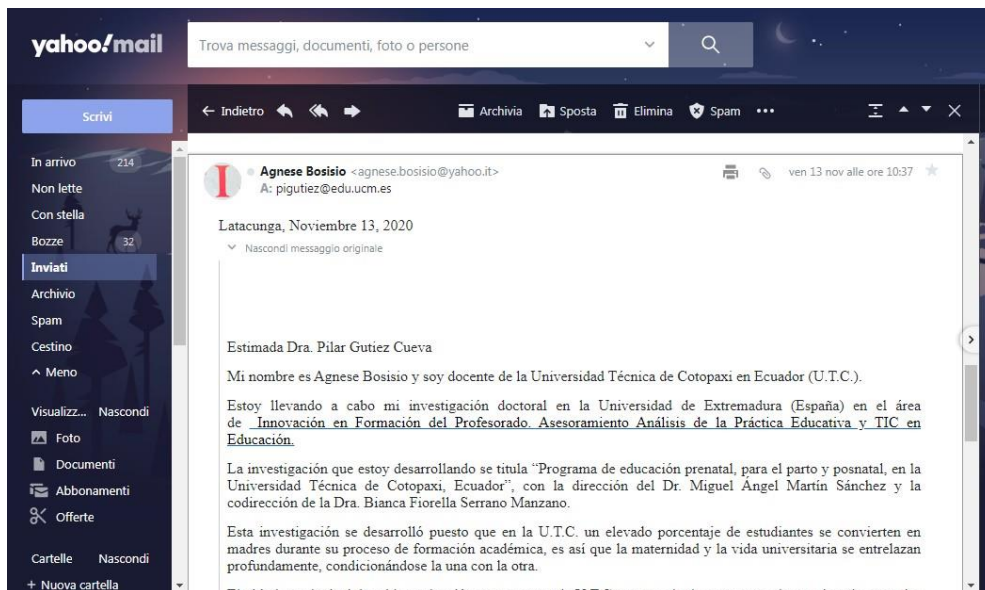 yahoo!mail
Trova messaggi, documenti, foto o persone
Scrivi
Indietro
Archivia
Sposta
Elimina
Spam
In arrivo 214
Non lette
Con stella
Bozze 32
Inviati
Archivio
Spam
Cestino
Meno
Visualizz... Nascondi
Foto
Documenti
Abbonamenti
Offerte
Cartelle Nascondi
+ Nuova cartella
I
Agnese Bosisio <agnese.bosisio@yahoo.it>
ven 13 nov alle ore 10:37
A: pigutiez@edu.ucm.es
Latacunga, Noviembre 13, 2020
Nascondi messaggio originale
Estimada Dra. Pilar Gutiez Cueva
Mi nombre es Agnese Bosisio y soy docente de la Universidad Técnica de Cotopaxi en Ecuador (U.T.C.).
Estoy llevando a cabo mi investigación doctoral en la Universidad de Extremadura (España) en el área
de Innovación en Formación del Profesorado. Asesoramiento Análisis de la Práctica Educativa y TIC en
Educación.
La investigación que estoy desarrollando se titula “Programa de educación prenatal, para el parto y posnatal, en la
Universidad Técnica de Cotopaxi, Ecuador”, con la dirección del Dr. Miguel Ángel Martín Sánchez y la
codirección de la Dra. Bianca Fiorella Serrano Manzano.
Esta investigación se desarrolló puesto que en la U.T.C. un elevado porcentaje de estudiantes se convierten en
madres durante su proceso de formación académica, es así que la maternidad y la vida universitaria se entrelazan
profundamente, condicionándose la una con la otra.